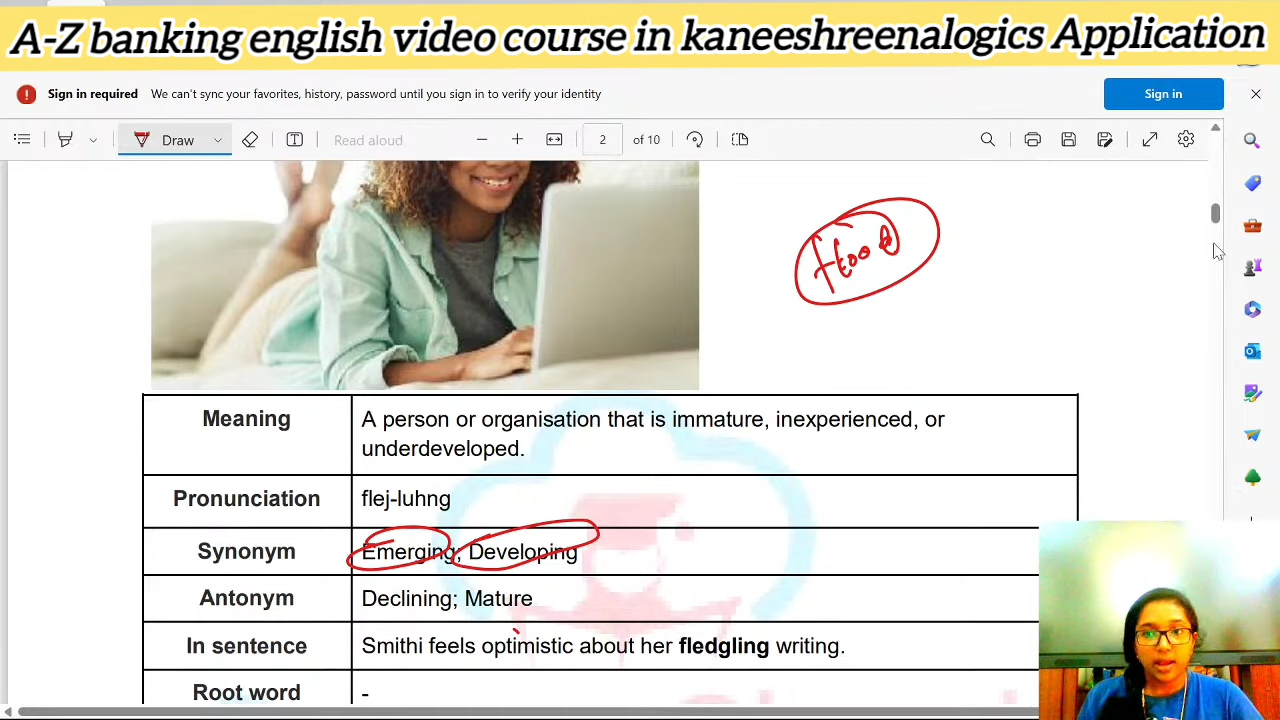 A-Z banking english video course in kaneeshreenalogics Application
Sign in required We can't sync your favorites, history, password until you sign in to verify your identity Sign in
Draw Read aloud 2 of 10
Meaning A person or organisation that is immature, inexperienced, or
underdeveloped.
Pronunciation flej-luhng
Synonym Emerging; Developing
Antonym Declining; Mature
In sentence Smithi feels optimistic about her fledgling writing.
Root word -